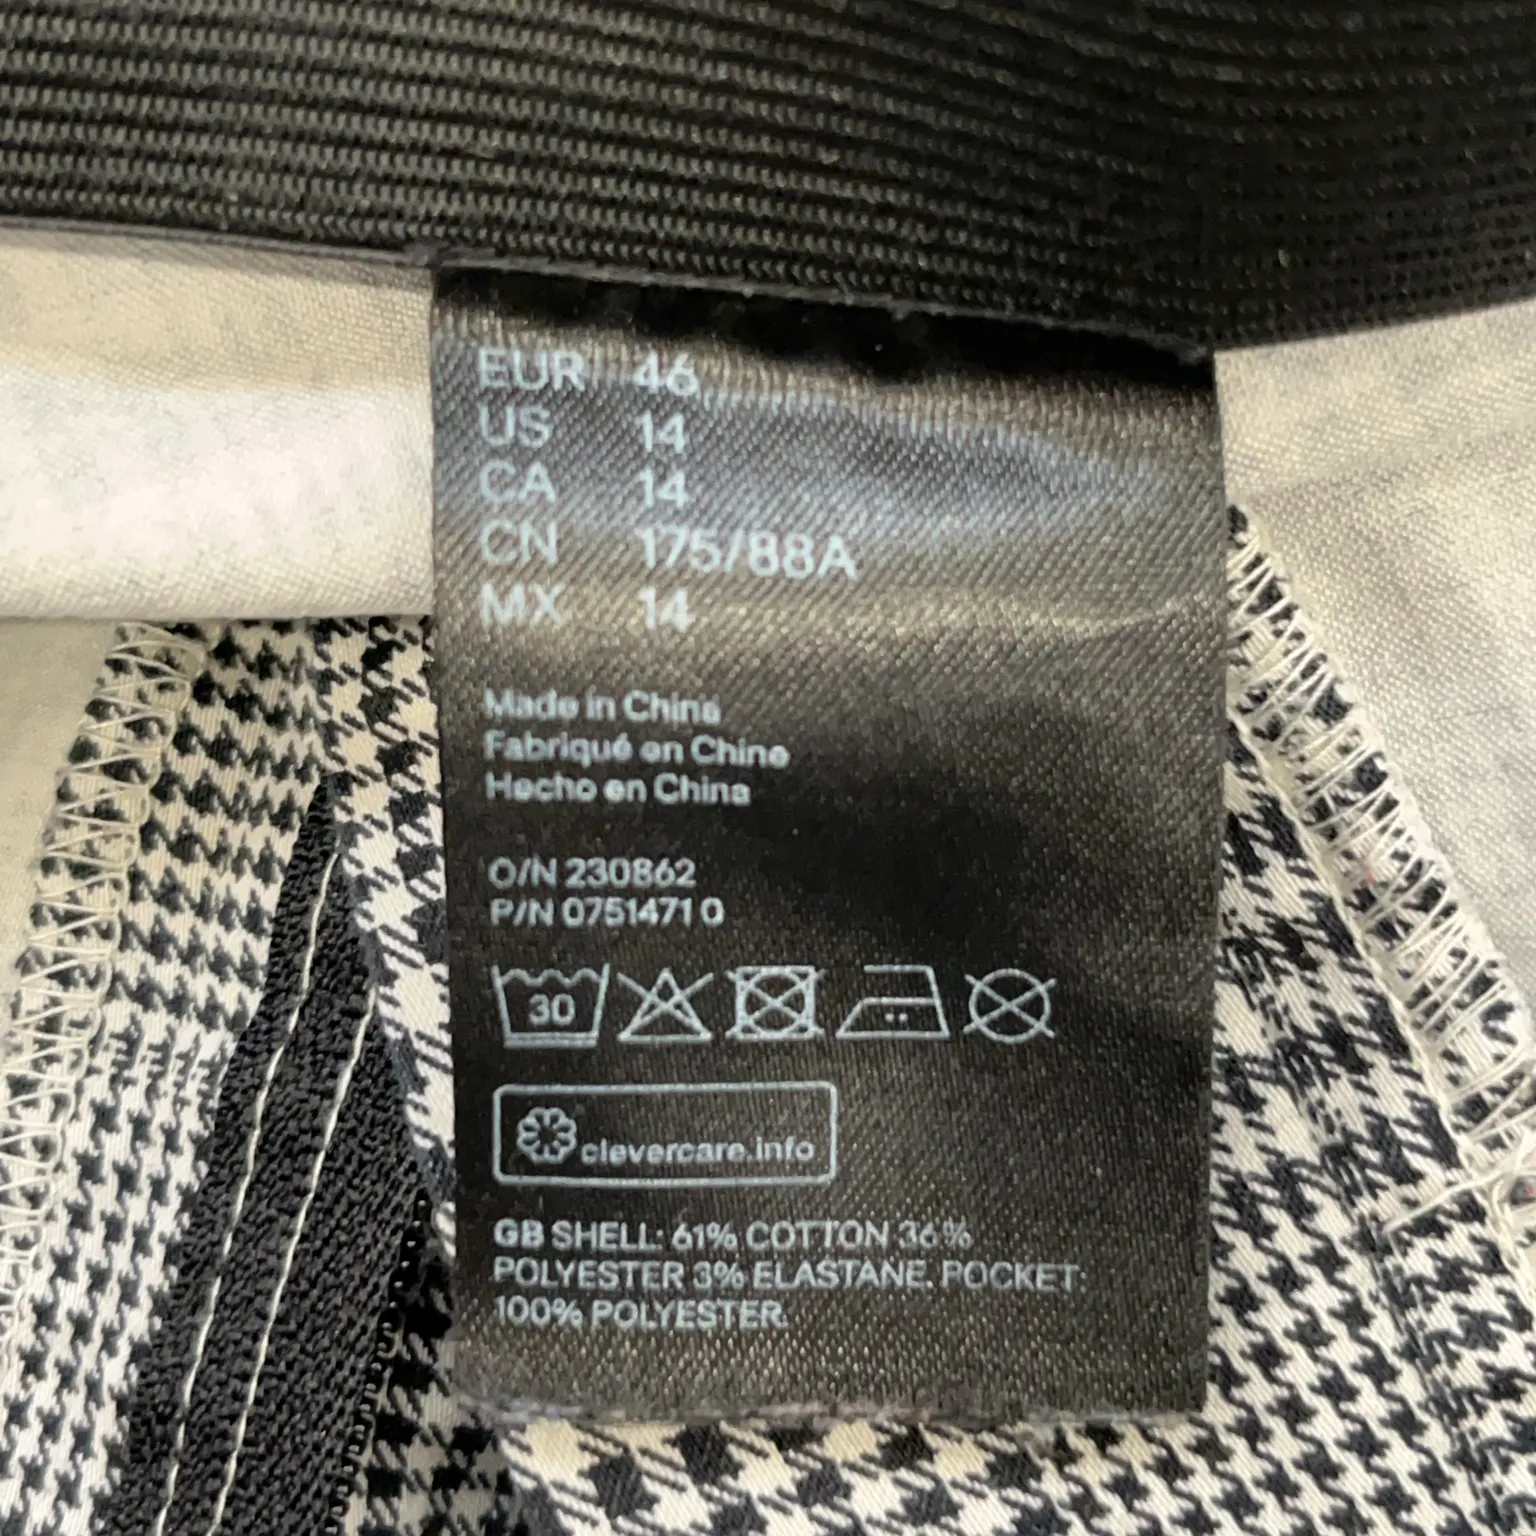 EUR 46
US 14
CA 14
CN 175/88A
MX 14
Made in China
Fabriqué en Chine
Hecho en China
O/N 230862
P/N 0751471 0
30
clevercare.info
GB SHELL: 61% COTTON 36%
POLYESTER 3% ELASTANE. POCKET:
100% POLYESTER.